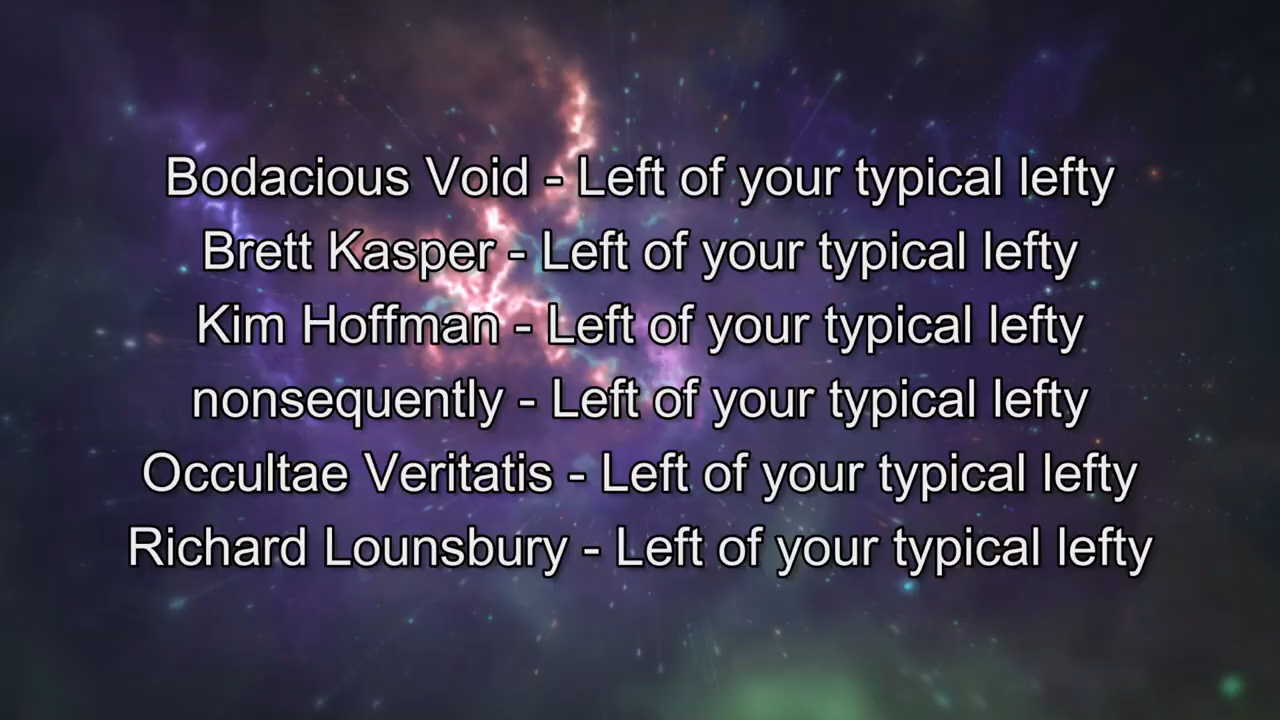 Bodacious Void - Left of your typical lefty
Brett Kasper - Left of your typical lefty
Kim Hoffman - Left of your typical lefty
nonsequently - Left of your typical lefty
Occultae Veritatis - Left of your typical lefty
Richard Lounsbury - Left of your typical lefty